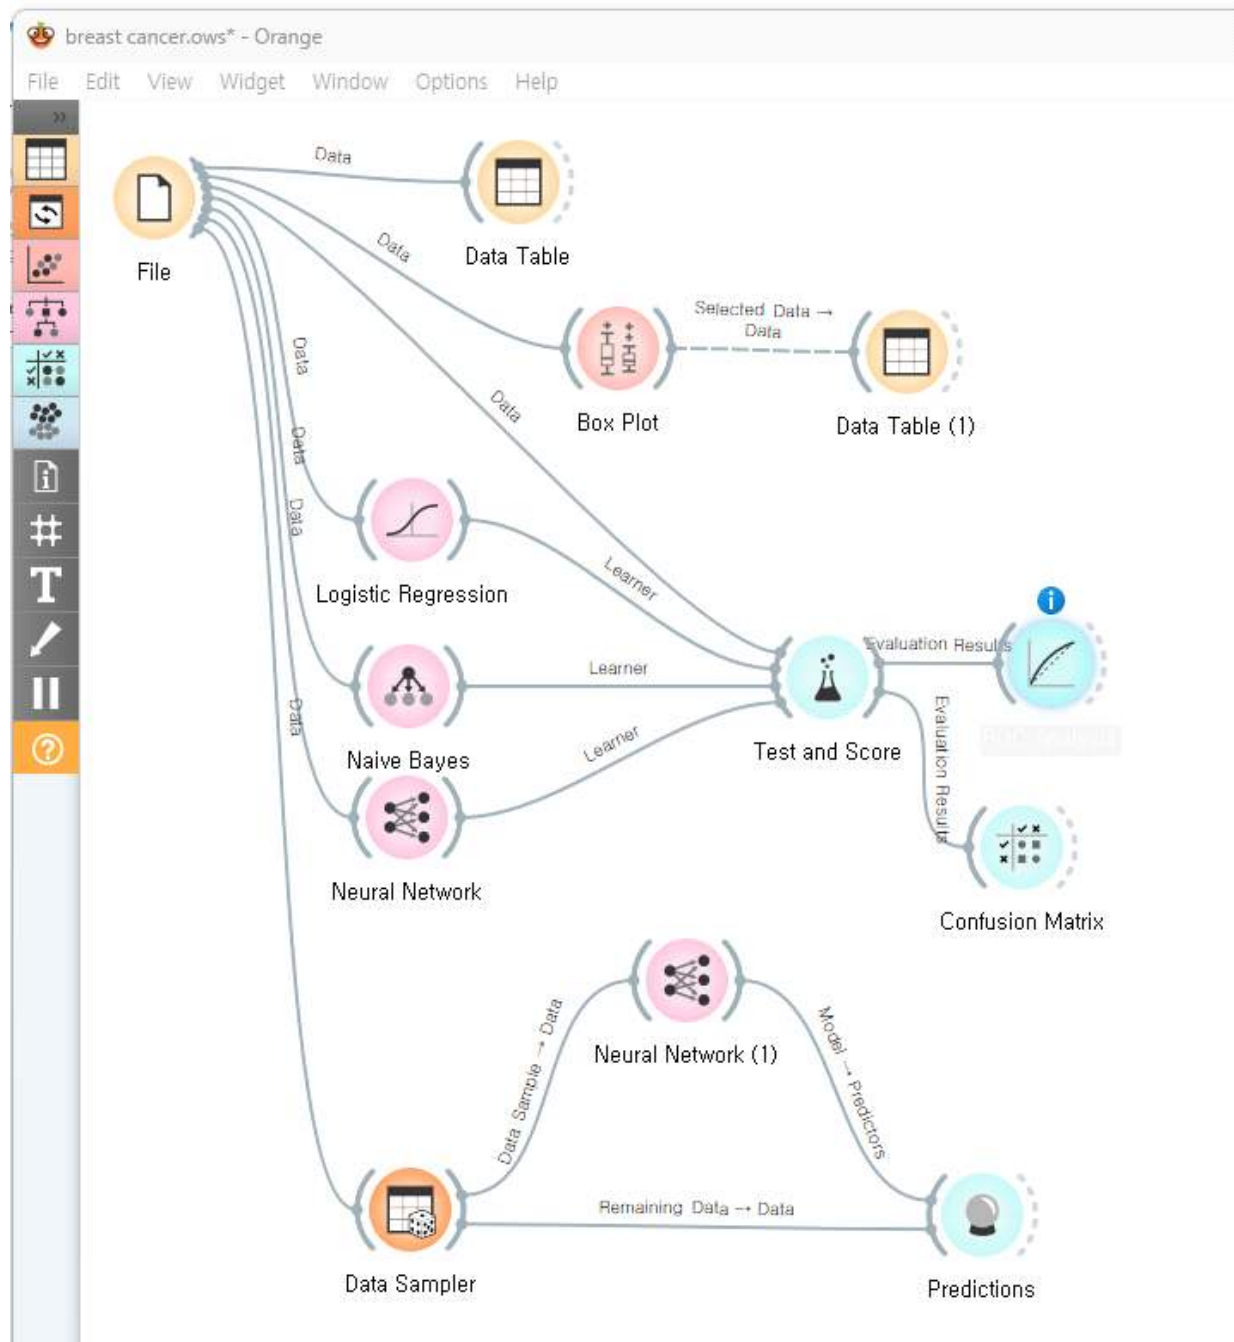 breast cancer.ows* - Orange
File Edit View Widget Window Options Help
Data
Data Table
File
Data
Selected Data →
Data
Box Plot
Data Table (1)
Data
Data
Data
Data
Data
Logistic Regression
Learner
Naive Bayes
Learner
Neural Network
Learner
Test and Score
Evaluation Results
Evaluation Results
Confusion Matrix
Neural Network (1)
Data Sample → Data
Model → Predictors
Remaining Data → Data
Data Sampler
Predictions